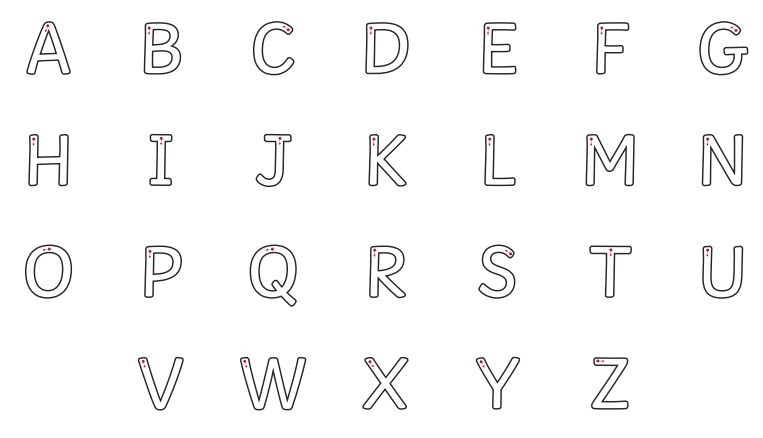 A B C D E F G
H I J K L M N
O P Q R S T U
V W X Y Z